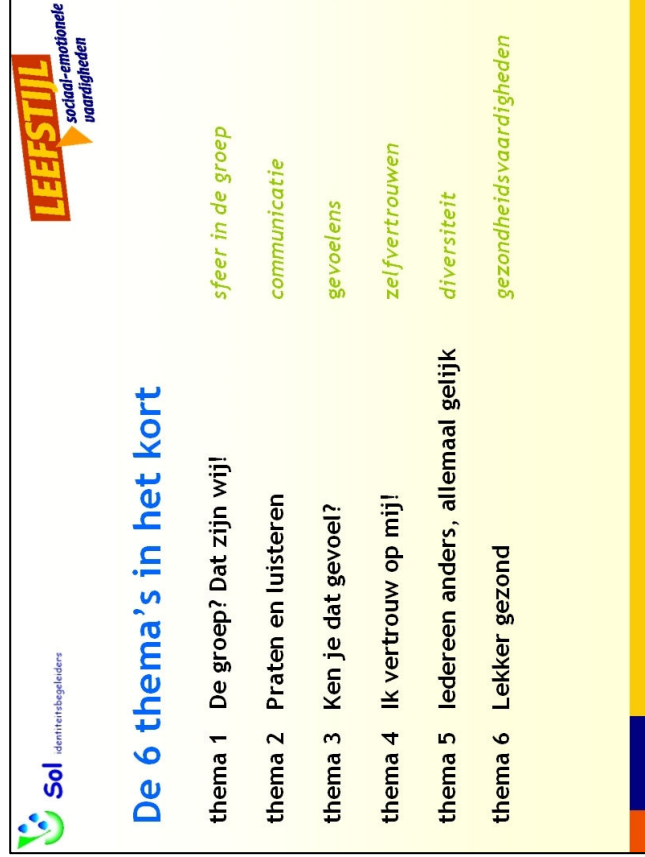 Sol identiteitsbegeleiders
LEEFSTIJL
sociaal-emotionele
vaardigheden
De 6 thema's in het kort
thema 1 De groep? Dat zijn wij! sfeer in de groep
thema 2 Praten en luisteren communicatie
thema 3 Ken je dat gevoel? gevoelens
thema 4 Ik vertrouw op mij! zelfvertrouwen
thema 5 Iedereen anders, allemaal gelijk diversiteit
thema 6 Lekker gezond gezondheidsvaardigheden